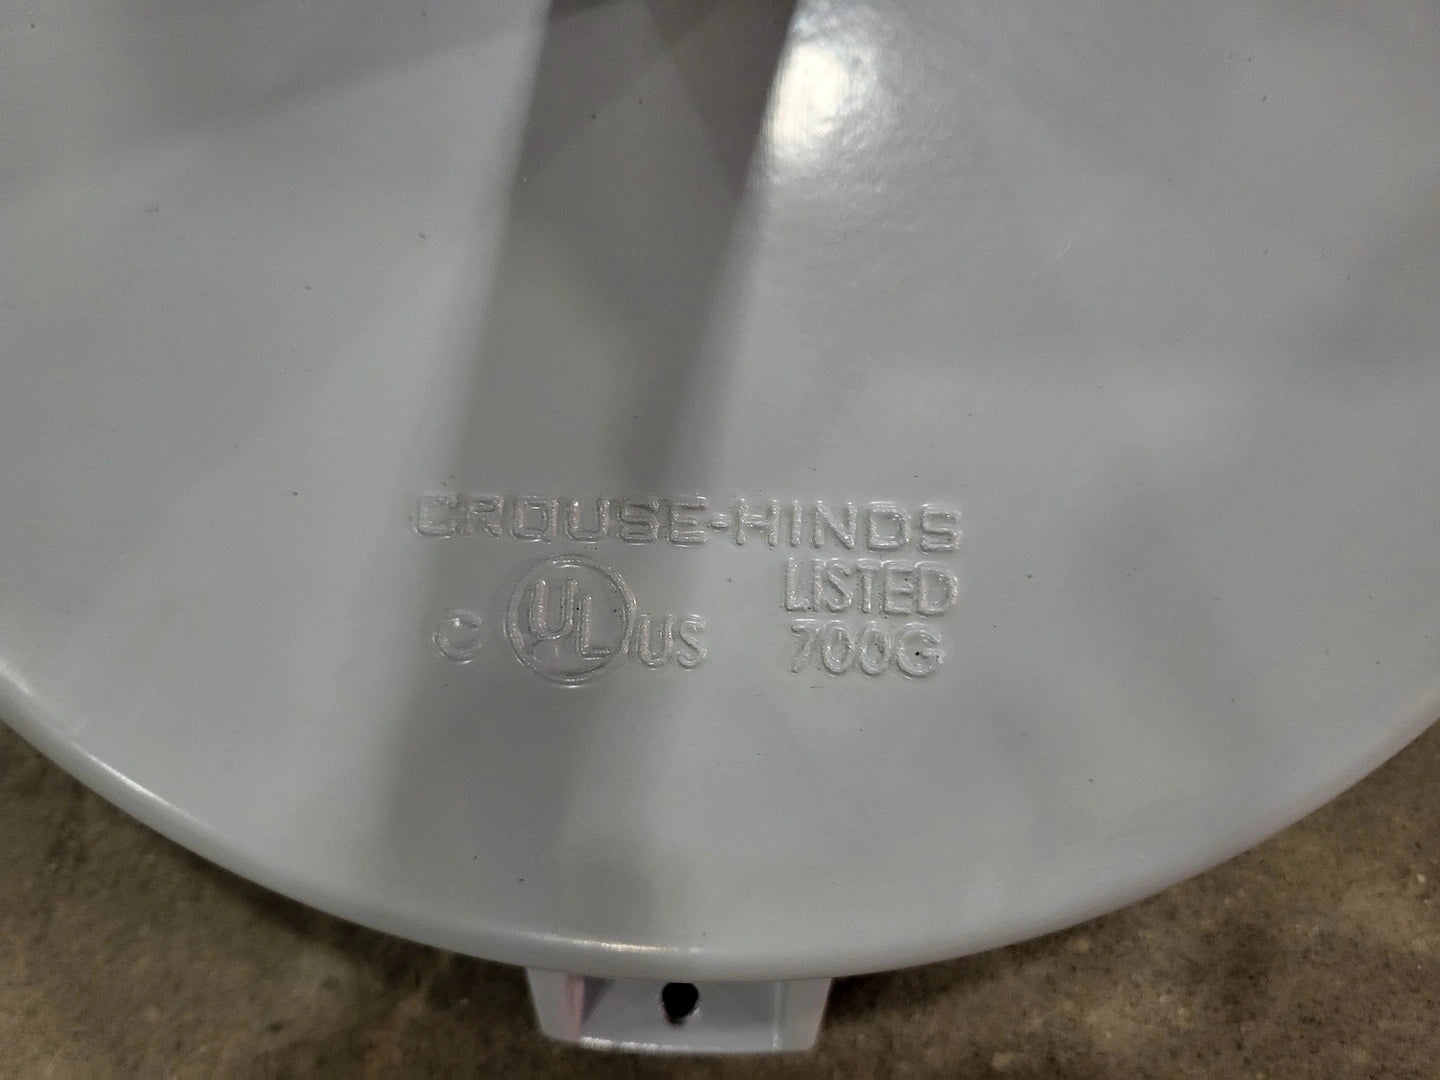 CROUSE-HINDS
C UL US LISTED
700G